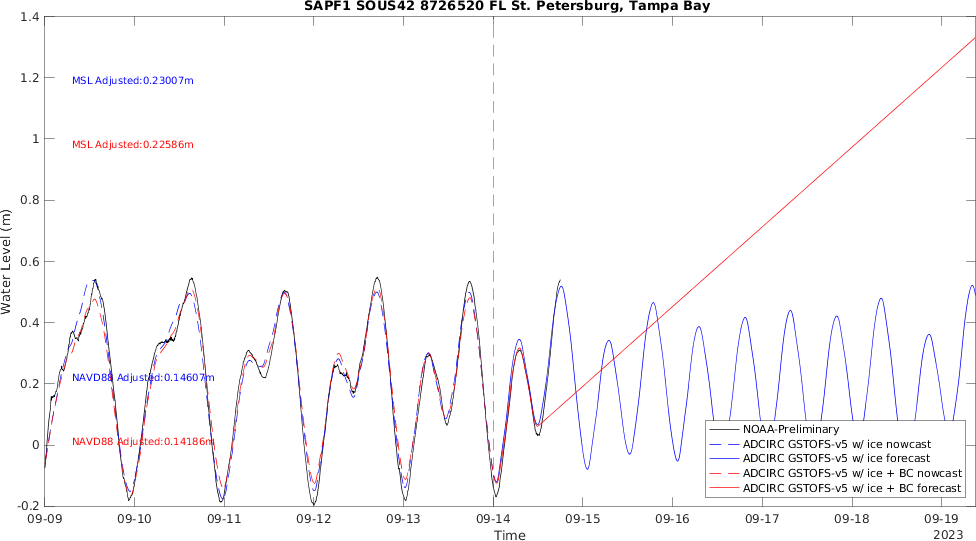 SAPF1 SOUS42 8726520 FL St. Petersburg, Tampa Bay
1.4
1.2
1
0.8
0.6
0.4
0.2
0
-0.2
Water Level (m)
MSL Adjusted:0.23007m
MSL Adjusted:0.22586m
NAVD88 Adjusted:0.14607m
NAVD88 Adjusted:0.14186m
NOAA-Preliminary
ADCIRC GSTOFS-v5 w/ ice nowcast
ADCIRC GSTOFS-v5 w/ ice forecast
ADCIRC GSTOFS-v5 w/ ice + BC nowcast
ADCIRC GSTOFS-v5 w/ ice + BC forecast
09-09 09-10 09-11 09-12 09-13 09-14 09-15 09-16 09-17 09-18 09-19
Time
2023